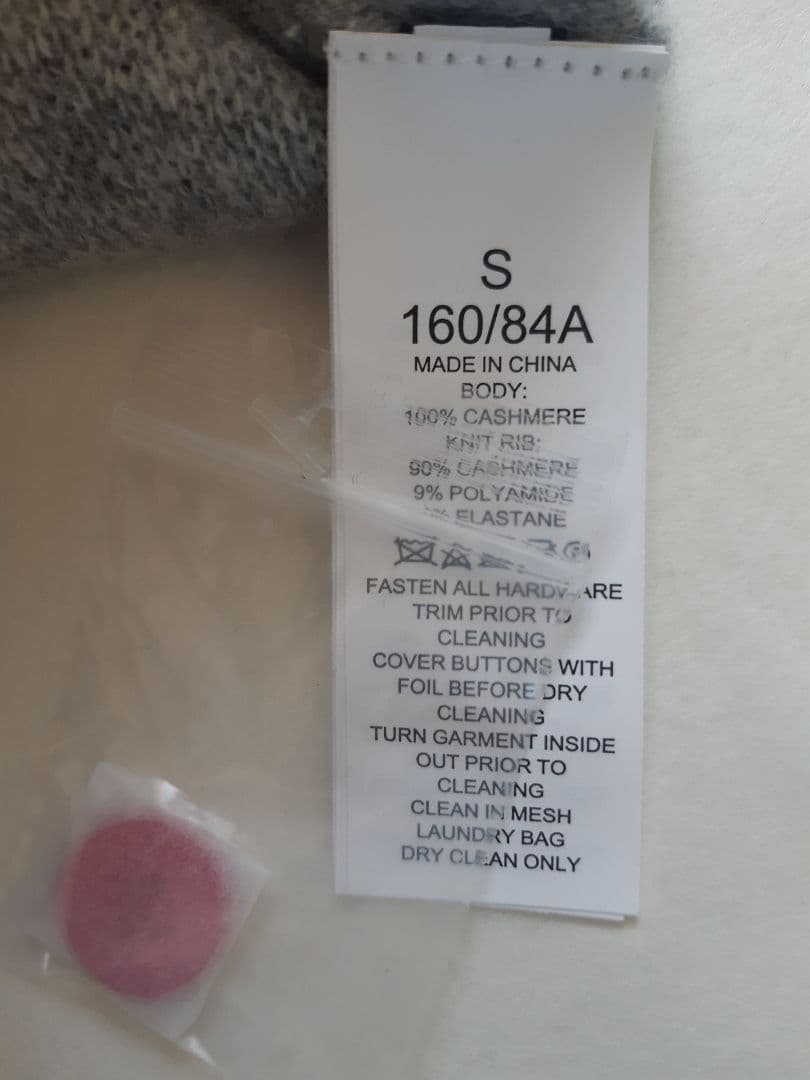 S
160/84A
MADE IN CHINA
BODY:
100% CASHMERE
KNIT RIB:
90% CASHMERE
9% POLYAMIDE
ELASTANE
FASTEN ALL HARDWARE
TRIM PRIOR TO
CLEANING
COVER BUTTONS WITH
FOIL BEFORE DRY
CLEANING
TURN GARMENT INSIDE
OUT PRIOR TO
CLEANING
CLEAN IN MESH
LAUNDRY BAG
DRY CLEAN ONLY